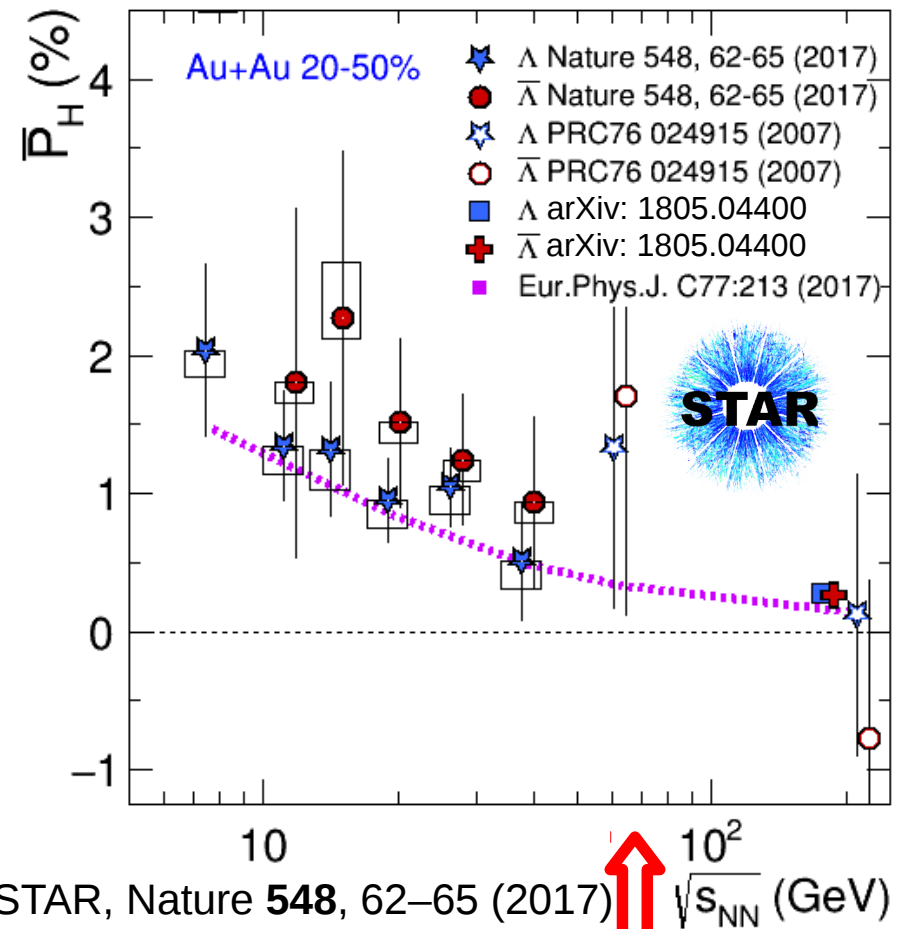 P̅_H (%)
Au+Au 20-50%
Λ Nature 548, 62-65 (2017)
Λ̅ Nature 548, 62-65 (2017)
Λ PRC76 024915 (2007)
Λ̅ PRC76 024915 (2007)
Λ arXiv: 1805.04400
Λ̅ arXiv: 1805.04400
Eur.Phys.J. C77:213 (2017)
STAR
4
3
2
1
0
−1
10
10²
√s_NN (GeV)
STAR, Nature 548, 62–65 (2017)